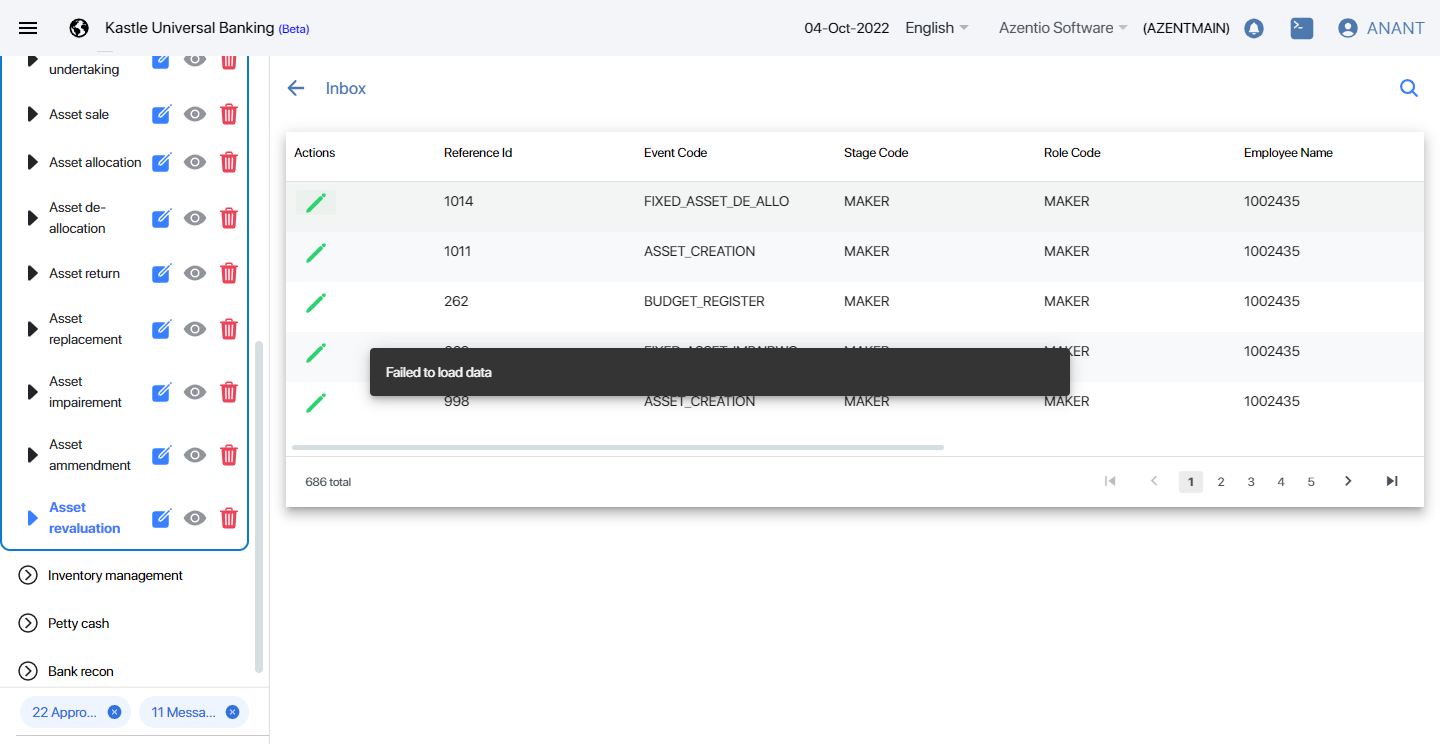 Kastle Universal Banking (Beta)
04-Oct-2022
English
Azentio Software
(AZENTMAIN)
ANANT
undertaking
Asset sale
Asset allocation
Asset de-
allocation
Asset return
Asset
replacement
Asset
impairement
Asset
ammendment
Asset
revaluation
Inventory management
Petty cash
Bank recon
22 Appro...
11 Messa...
Inbox
Actions Reference Id Event Code Stage Code Role Code Employee Name
1014 FIXED_ASSET_DE_ALLO MAKER MAKER 1002435
1011 ASSET_CREATION MAKER MAKER 1002435
262 BUDGET_REGISTER MAKER MAKER 1002435
1002435
Failed to load data
998 ASSET_CREATION MAKER MAKER 1002435
686 total
1 2 3 4 5